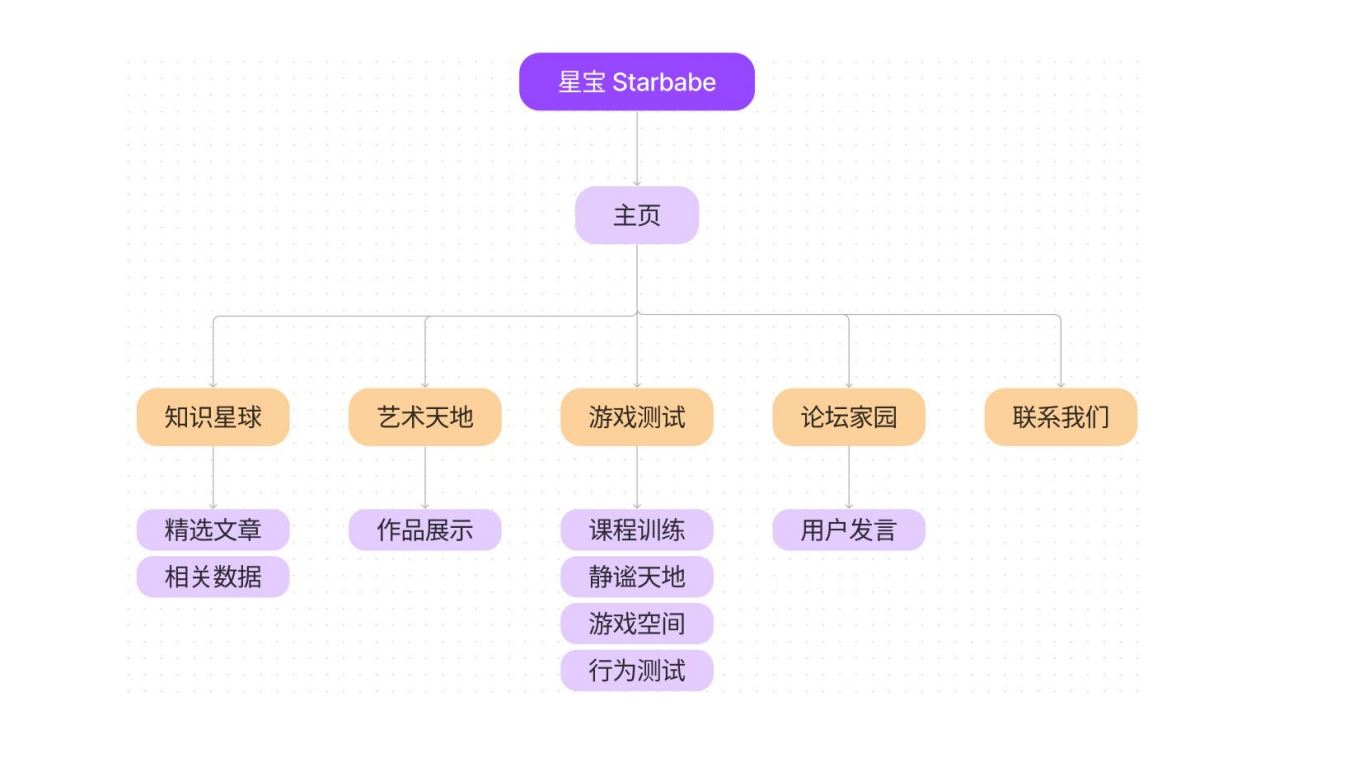 星宝 Starbabe
主页
知识星球
艺术天地
游戏测试
论坛家园
联系我们
精选文章
作品展示
课程训练
用户发言
相关数据
静谧天地
游戏空间
行为测试